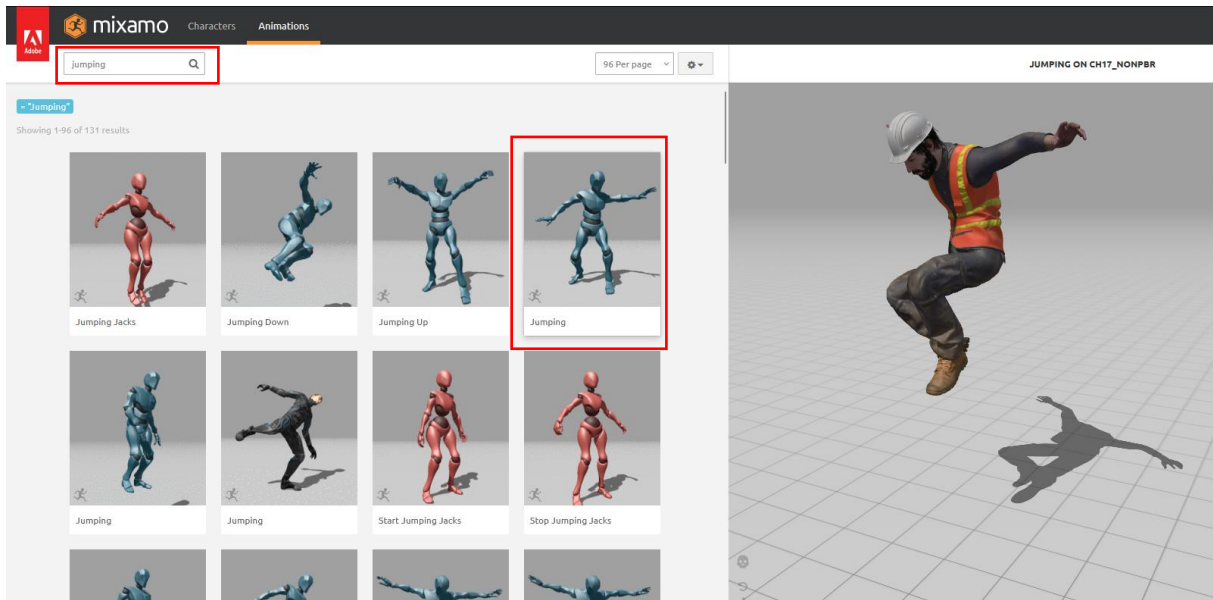 Adobe
mixamo
Characters
Animations
jumping
96 Per page
JUMPING ON CH17_NONPBR
"Jumping"
Showing 1-96 of 131 results
Jumping Jacks
Jumping Down
Jumping Up
Jumping
Jumping
Jumping
Start Jumping Jacks
Stop Jumping Jacks